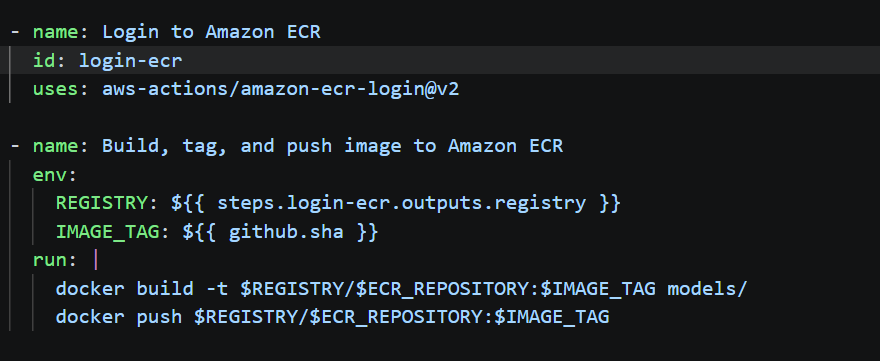 - name: Login to Amazon ECR
  id: login-ecr
  uses: aws-actions/amazon-ecr-login@v2

- name: Build, tag, and push image to Amazon ECR
  env:
    REGISTRY: ${{ steps.login-ecr.outputs.registry }}
    IMAGE_TAG: ${{ github.sha }}
  run: |
    docker build -t $REGISTRY/$ECR_REPOSITORY:$IMAGE_TAG models/
    docker push $REGISTRY/$ECR_REPOSITORY:$IMAGE_TAG